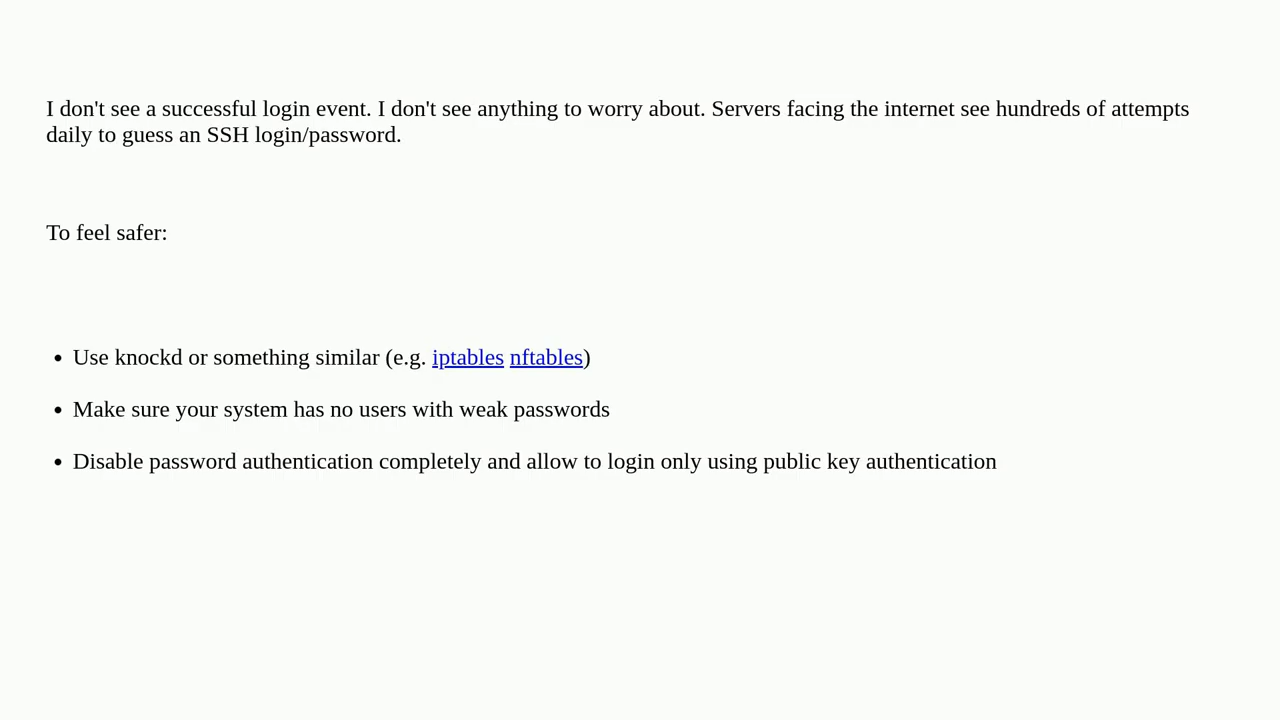 I don't see a successful login event. I don't see anything to worry about. Servers facing the internet see hundreds of attempts
daily to guess an SSH login/password.
To feel safer:
• Use knockd or something similar (e.g. iptables nftables)
• Make sure your system has no users with weak passwords
• Disable password authentication completely and allow to login only using public key authentication